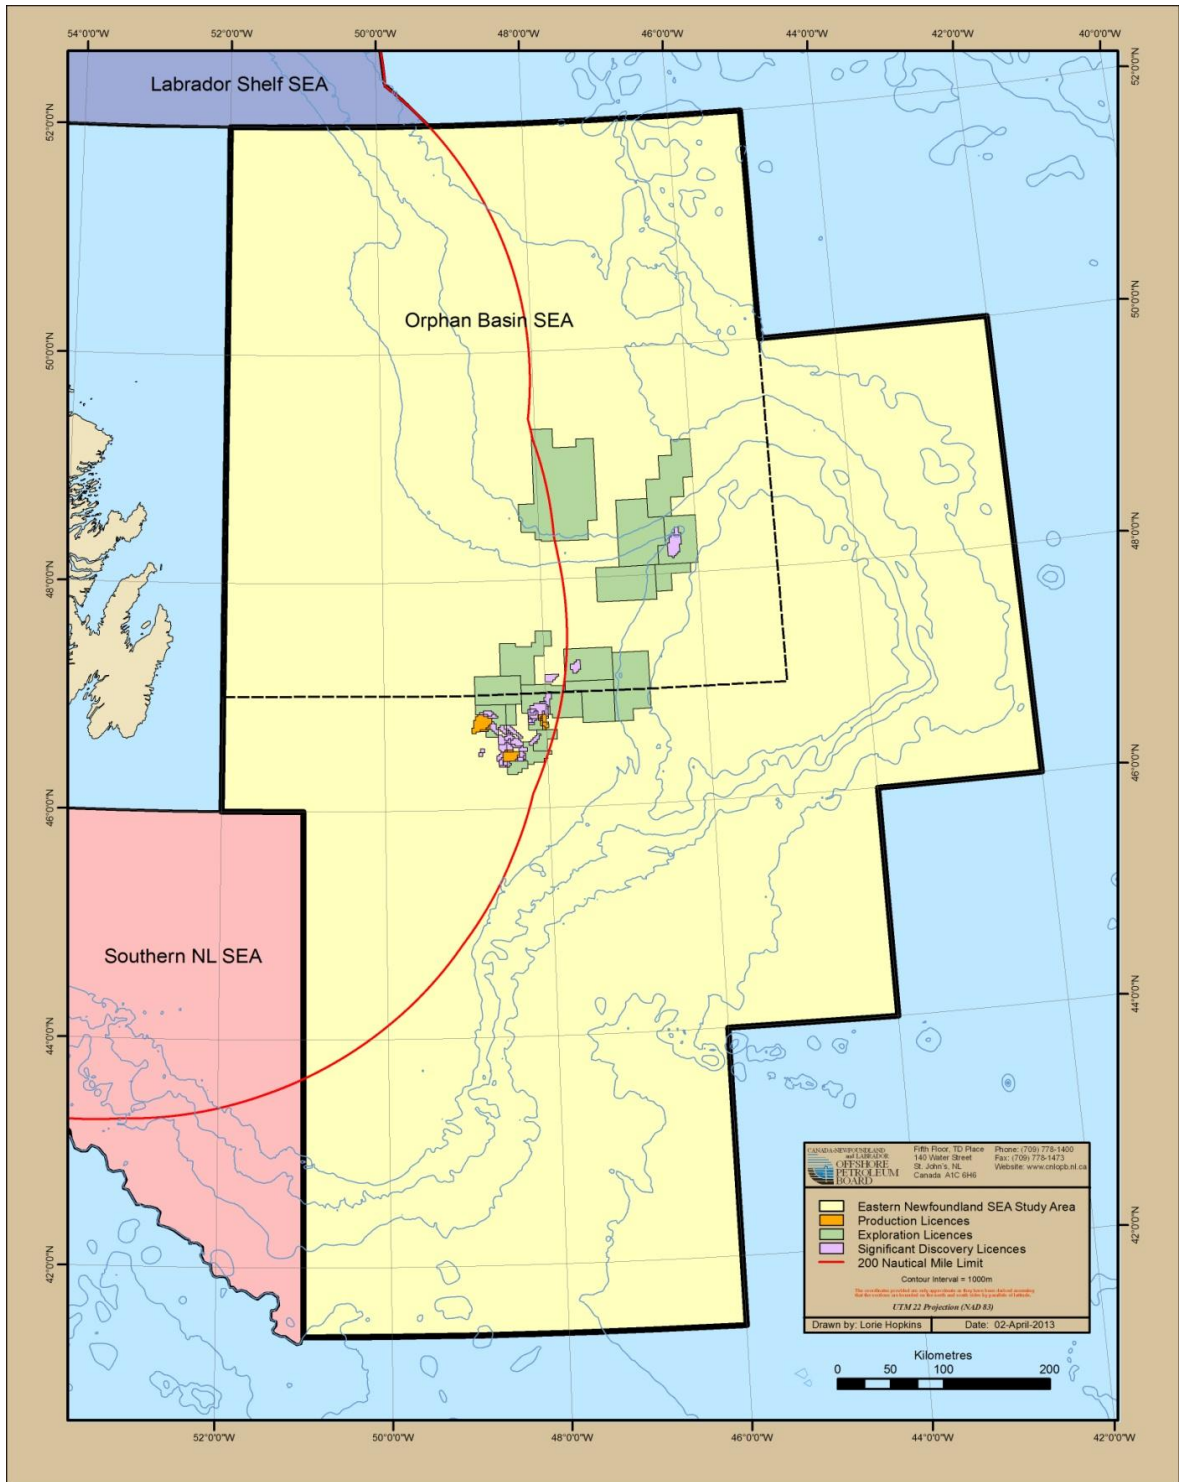 54°0'0"W 52°0'0"W 50°0'0"W 48°0'0"W 46°0'0"W 44°0'0"W 42°0'0"W 40°0'0"W
52°0'0"N
50°0'0"N
48°0'0"N
46°0'0"N
44°0'0"N
42°0'0"N
Labrador Shelf SEA
Orphan Basin SEA
Southern NL SEA
52°0'0"N
50°0'0"N
48°0'0"N
46°0'0"N
44°0'0"N
42°0'0"N
CANADA-NEWFOUNDLAND
and LABRADOR
OFFSHORE
PETROLEUM
BOARD
Fifth Floor, TD Place
140 Water Street
St. John's, NL
Canada A1C 6H6
Phone: (709) 778-1400
Fax: (709) 778-1473
Website: www.cnlopb.nl.ca
Eastern Newfoundland SEA Study Area
Production Licences
Exploration Licences
Significant Discovery Licences
200 Nautical Mile Limit
Contour Interval = 1000m
UTM 22 Projection (NAD 83)
Drawn by: Lorie Hopkins
Date: 02-April-2013
Kilometres
0 50 100 200
52°0'0"W 50°0'0"W 48°0'0"W 46°0'0"W 44°0'0"W 42°0'0"W